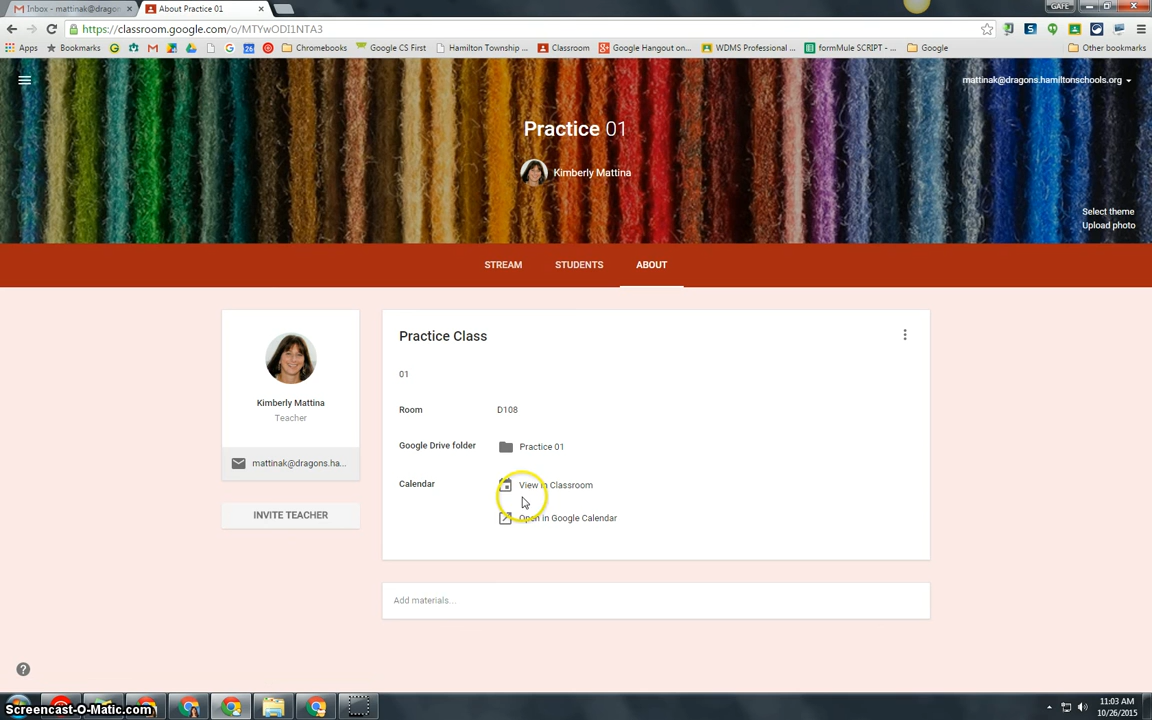 Inbox - mattinak@dragon
About Practice 01
GAFE
https://classroom.google.com/o/MTYwODI1NTA3
Apps
Bookmarks
Chromebooks
Google CS First
Hamilton Township ...
Classroom
Google Hangout on...
WDMS Professional ...
formMule SCRIPT - ...
Google
Other bookmarks
mattinak@dragons.hamiltonschools.org
Practice 01
Kimberly Mattina
Select theme
Upload photo
STREAM STUDENTS ABOUT
Kimberly Mattina
Teacher
mattinak@dragons.ha...
INVITE TEACHER
Practice Class
01
Room D108
Google Drive folder Practice 01
Calendar View in Classroom
Open in Google Calendar
Add materials...
Screencast-O-Matic.com
11:03 AM
10/26/2015